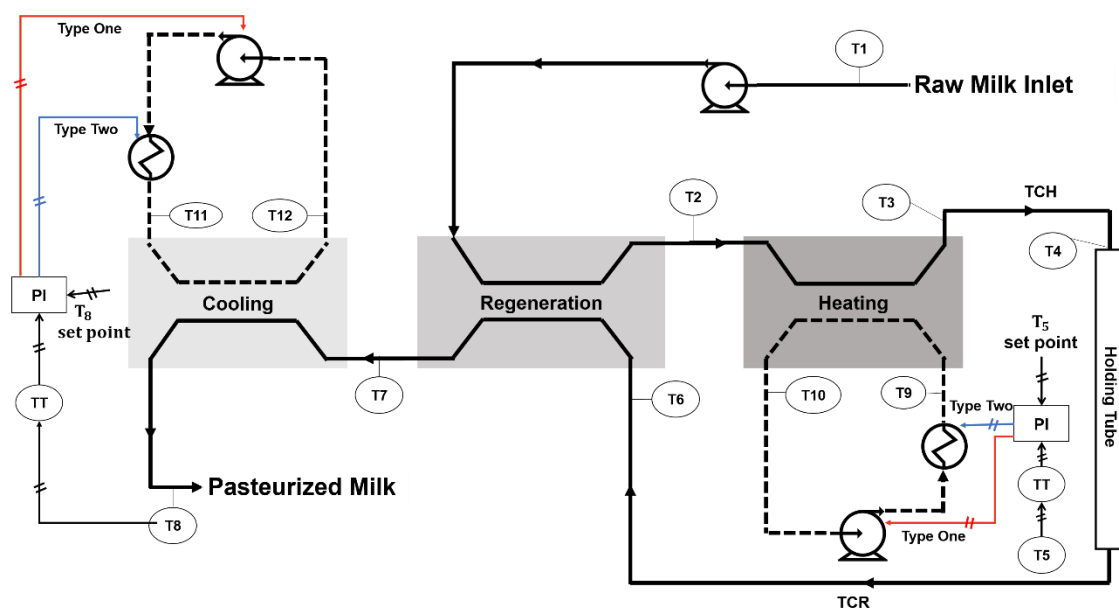 Type One
T1
Raw Milk Inlet
Type Two
T11
T12
T2
T3
TCH
T4
PI
T8
set point
Cooling
Regeneration
Heating
T5
set point
Holding Tube
TT
T7
T6
T10
T9
Type Two
PI
TT
Pasteurized Milk
T8
Type One
T5
TCR